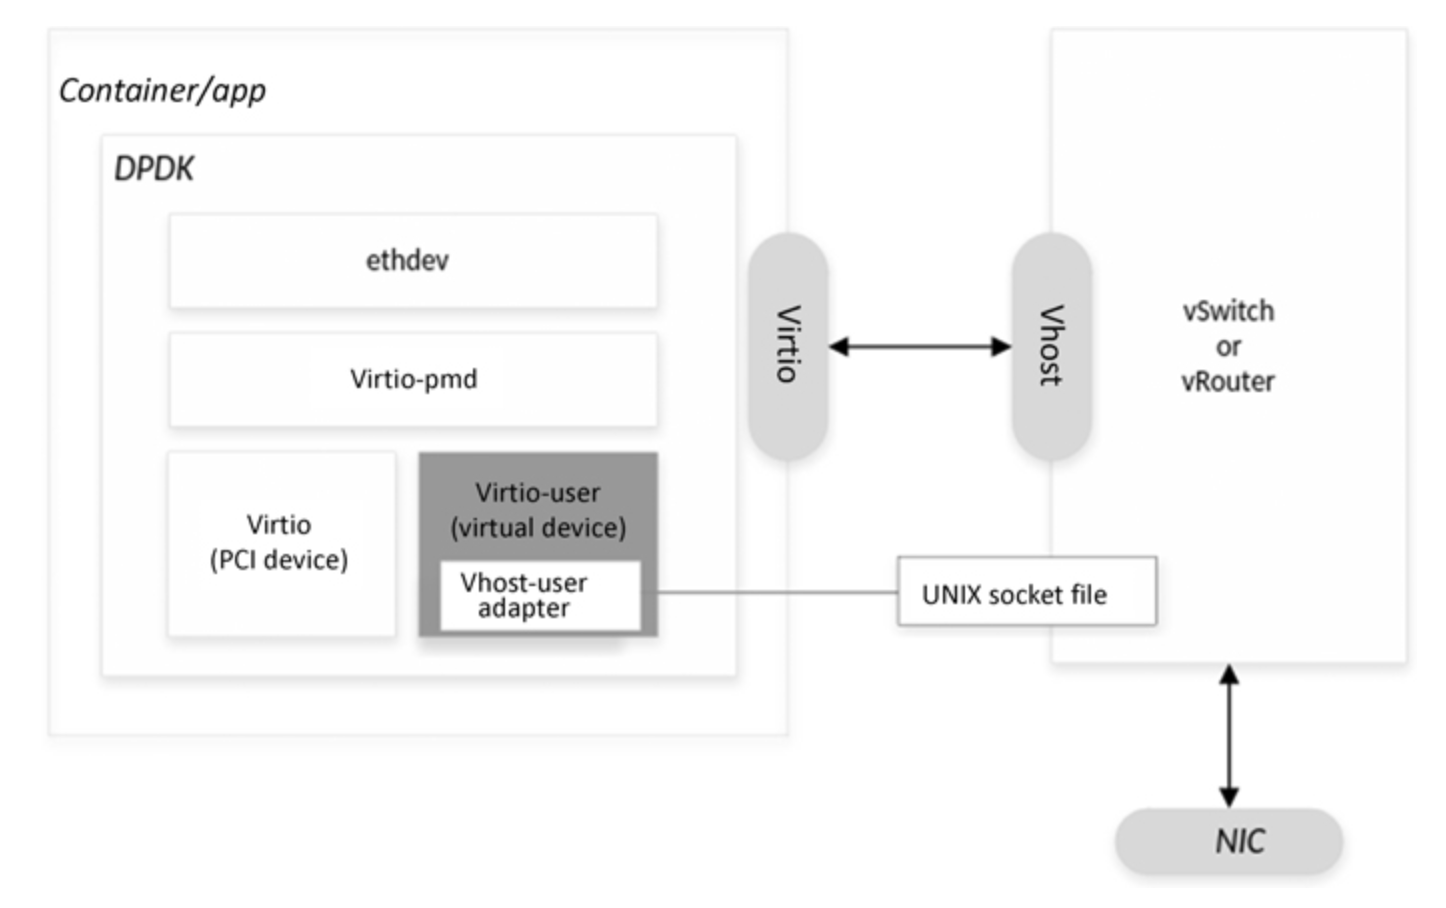 Container/app
DPDK
ethdev
Virtio-pmd
Virtio
(PCI device)
Virtio-user
(virtual device)
Vhost-user
adapter
Virtio
Vhost
vSwitch
or
vRouter
UNIX socket file
NIC